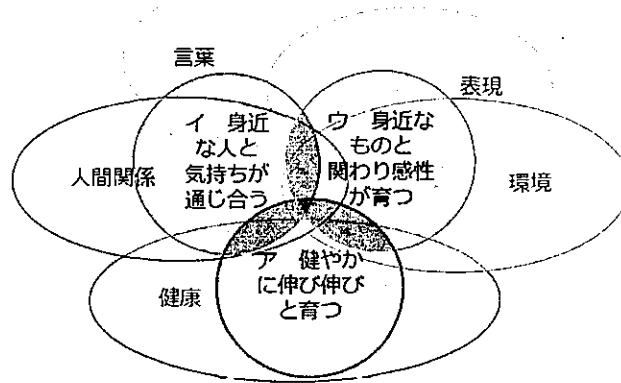 言葉
表現
イ 身近
な人と
気持ちが
通じ合う
ウ 身近な
ものと
関わり感性
が育つ
人間関係
環境
ア 健やか
に伸び伸び
と育つ
健康